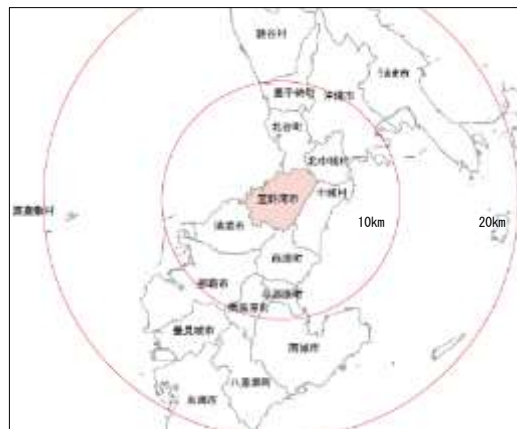 読谷村
嘉手納町
沖縄市
うるま市
北谷町
北中城村
宜野湾市
中城村
渡嘉敷村
浦添市
10km
20km
西原町
那覇市
与那原町
南風原町
豊見城市
南城市
八重瀬町
糸満市